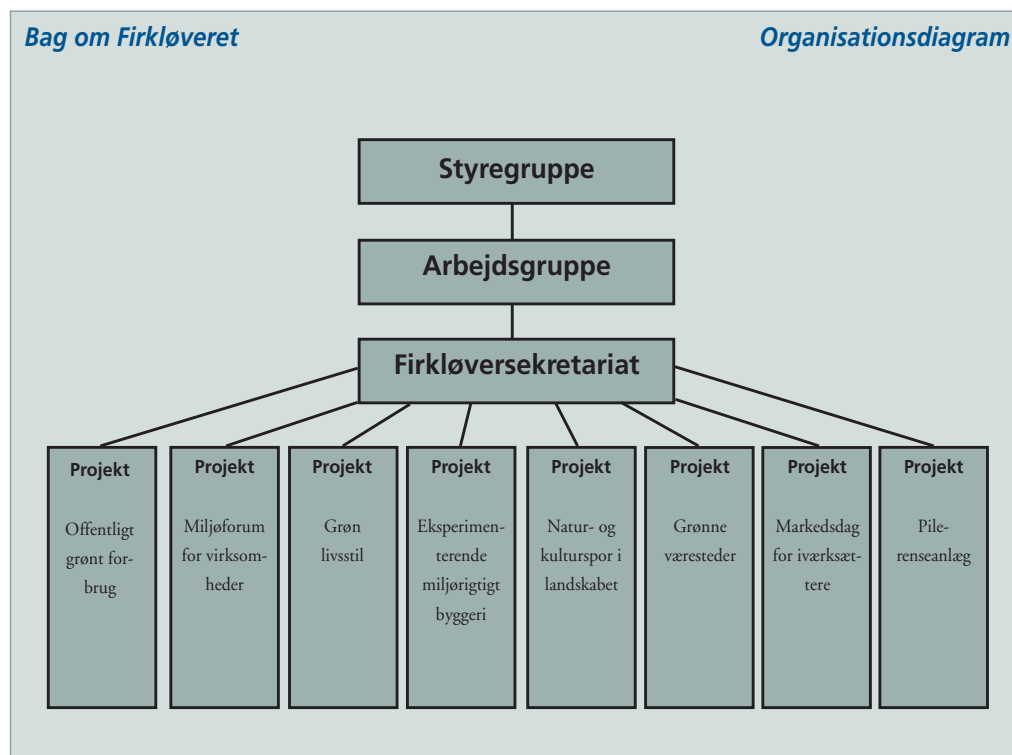 Bag om Firkløveret
Organisationsdiagram
Styregruppe
Arbejdsgruppe
Firkløversekretariat
Projekt
Offentligt
grønt for-
brug
Projekt
Miljøforum
for virksom-
heder
Projekt
Grøn
livsstil
Projekt
Eksperimen-
terende
miljørigtigt
byggeri
Projekt
Natur- og
kulturspor i
landskabet
Projekt
Grønne
væresteder
Projekt
Markedsdag
for iværksæt-
tere
Projekt
Pile-
renseanlæg